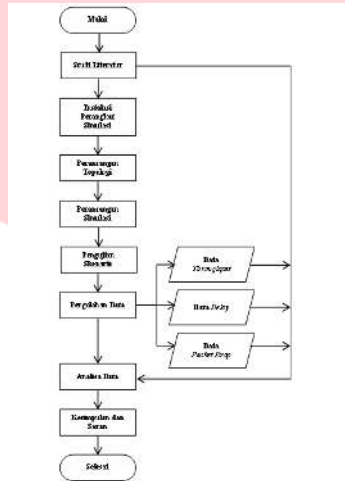 Mulai
Studi Literatur
Instalasi
Perangkat
Simulasi
Perancangan
Topologi
Perancangan
Simulasi
Pengujian
Skenario
Pengolahan Data
Data
Throughput
Data Delay
Data
Packet Drop
Analisa Data
Kesimpulan dan
Saran
Selesai